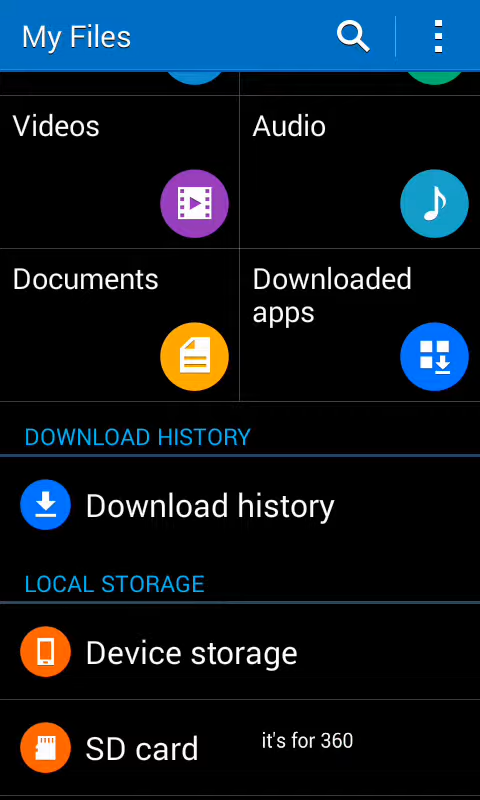 My Files
Videos
Audio
Documents
Downloaded
apps
DOWNLOAD HISTORY
Download history
LOCAL STORAGE
Device storage
SD card
it's for 360